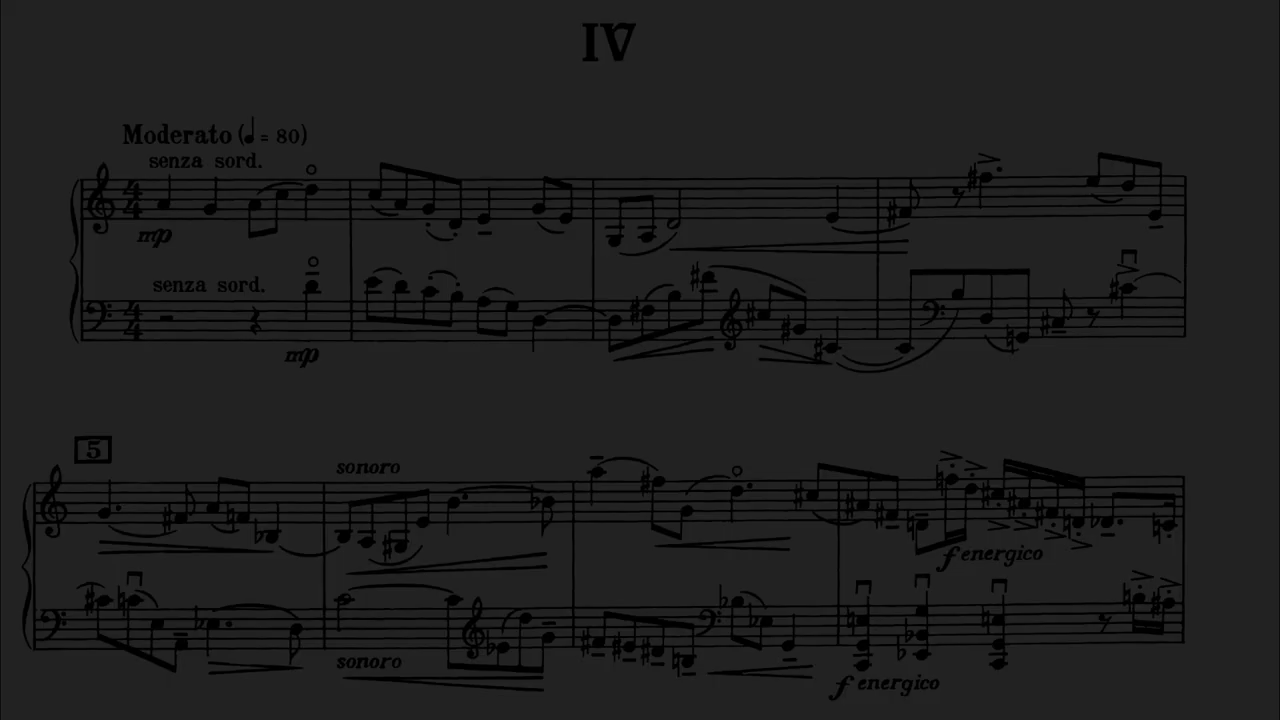 IV
Moderato (♩ = 80)
senza sord.
mp
senza sord.
mp
5
sonoro
f energico
sonoro
f energico